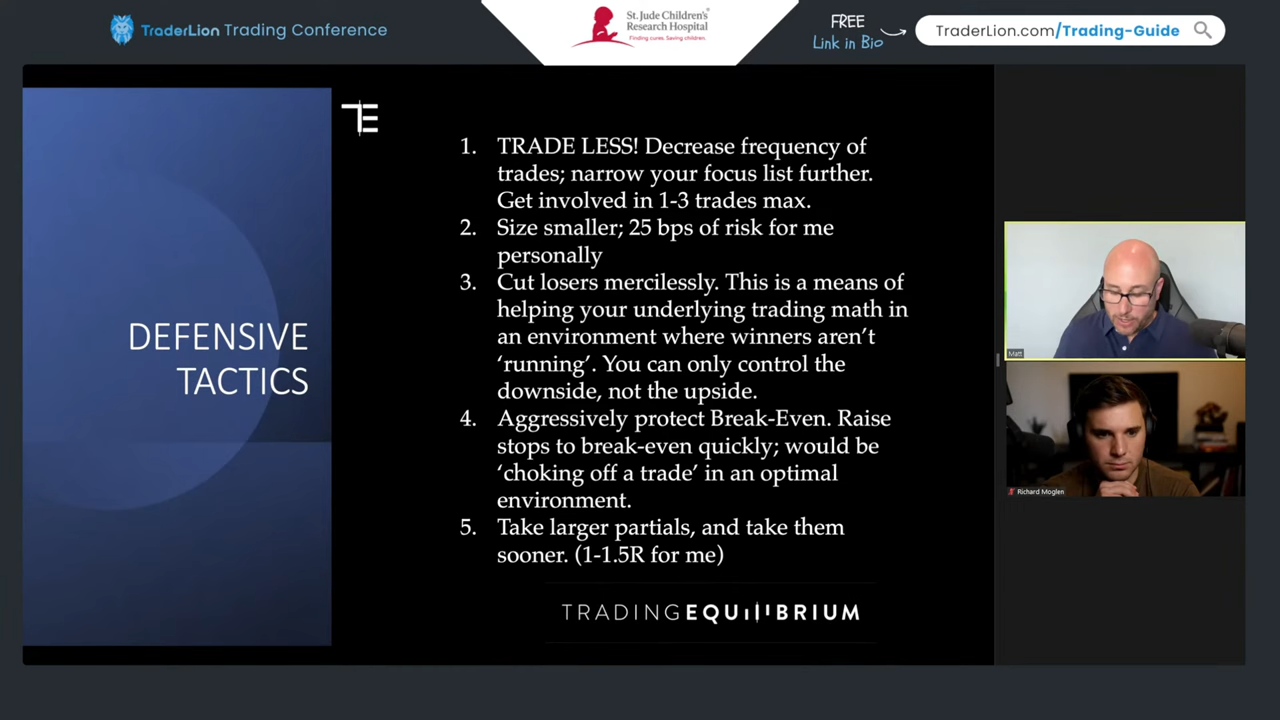 TraderLion Trading Conference
St. Jude Children's
Research Hospital
Finding cures. Saving children.
FREE
Link in Bio
TraderLion.com/Trading-Guide
TE
DEFENSIVE
TACTICS
1. TRADE LESS! Decrease frequency of
trades; narrow your focus list further.
Get involved in 1-3 trades max.
2. Size smaller; 25 bps of risk for me
personally
3. Cut losers mercilessly. This is a means of
helping your underlying trading math in
an environment where winners aren't
'running'. You can only control the
downside, not the upside.
4. Aggressively protect Break-Even. Raise
stops to break-even quickly; would be
'choking off a trade' in an optimal
environment.
5. Take larger partials, and take them
sooner. (1-1.5R for me)
TRADINGEQUILIBRIUM
Matt
Richard Moglen